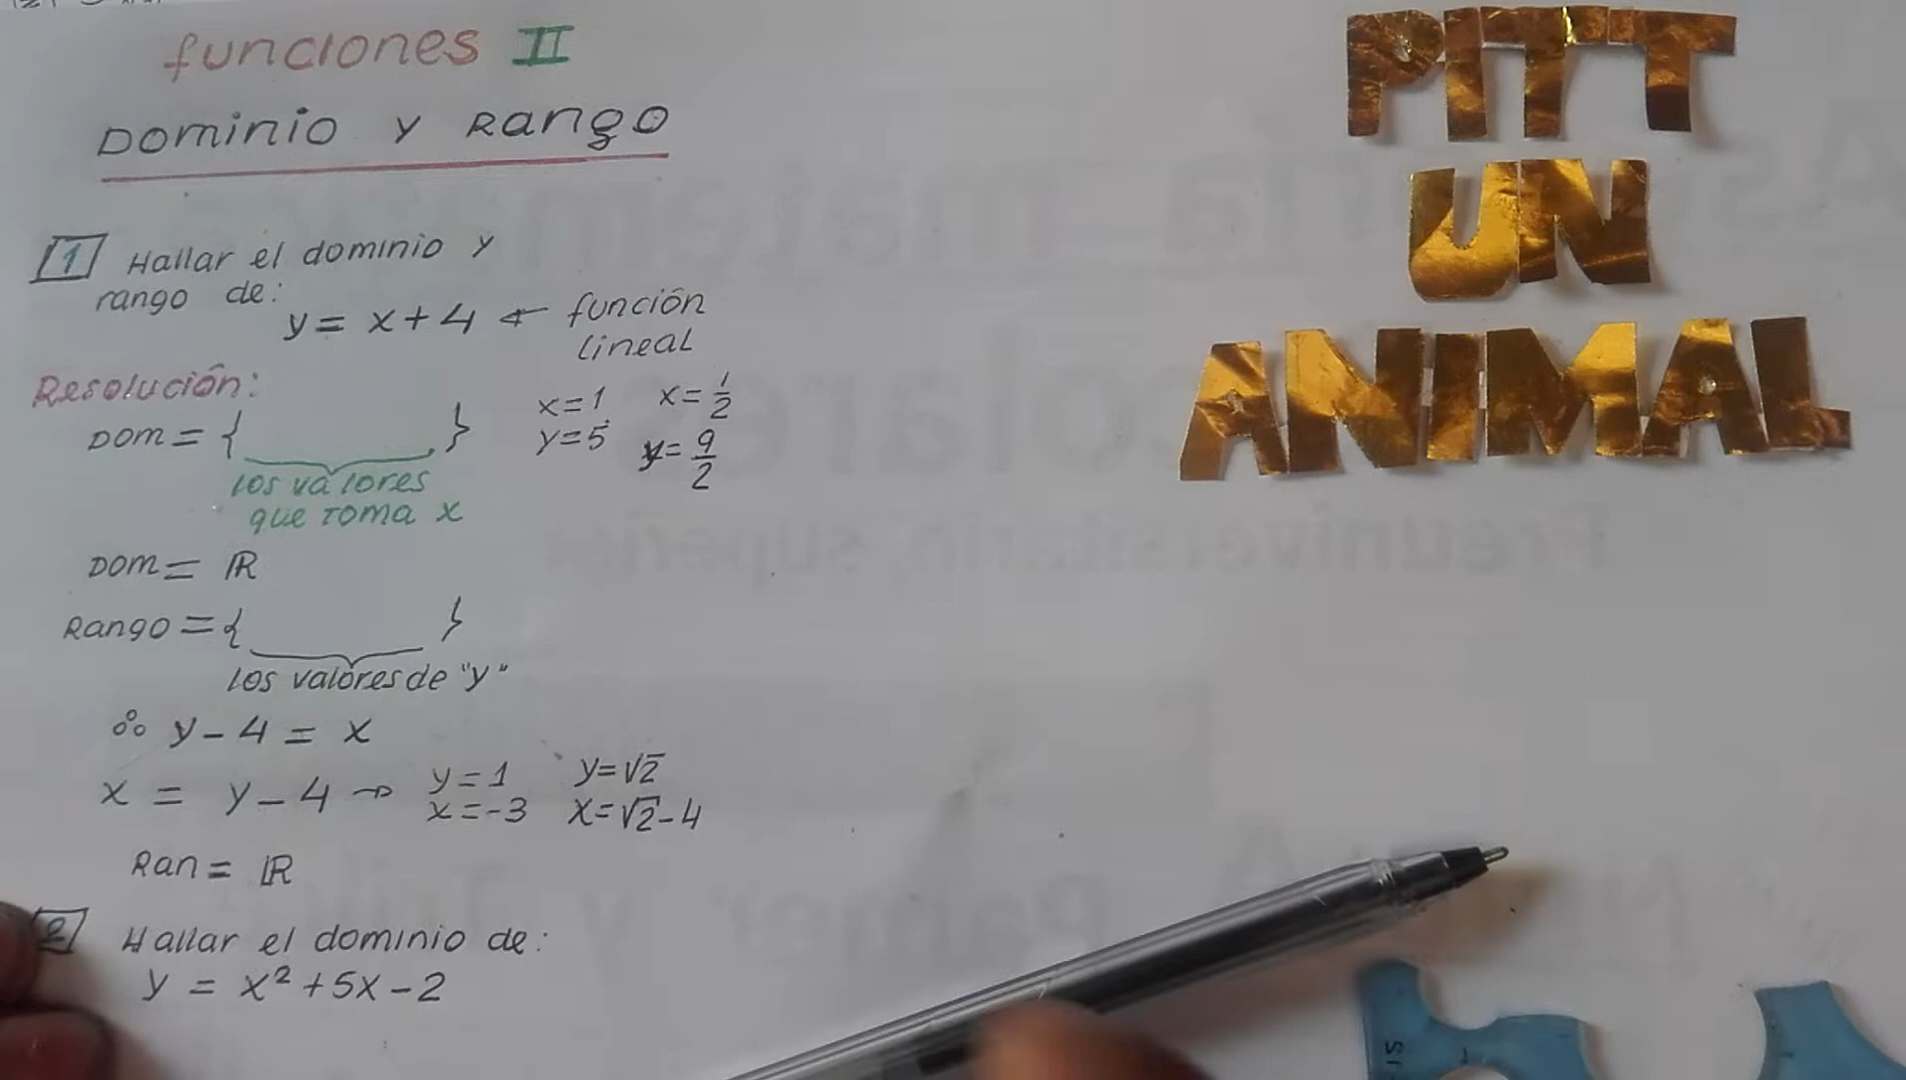 funciones II
Dominio y Rango
1 Hallar el dominio y
rango de:
y = x + 4 ← función
lineal
Resolución:
Dom = { }
los valores
que toma x
x = 1
y = 5
x = 1/2
y = 9/2
Dom = ℝ
Rango = { }
los valores de "y"
∴ y - 4 = x
x = y - 4 →
y = 1
x = -3
y = √2
x = √2 - 4
Ran = ℝ
2 Hallar el dominio de:
y = x² + 5x - 2
PITT
UN
ANIMAL